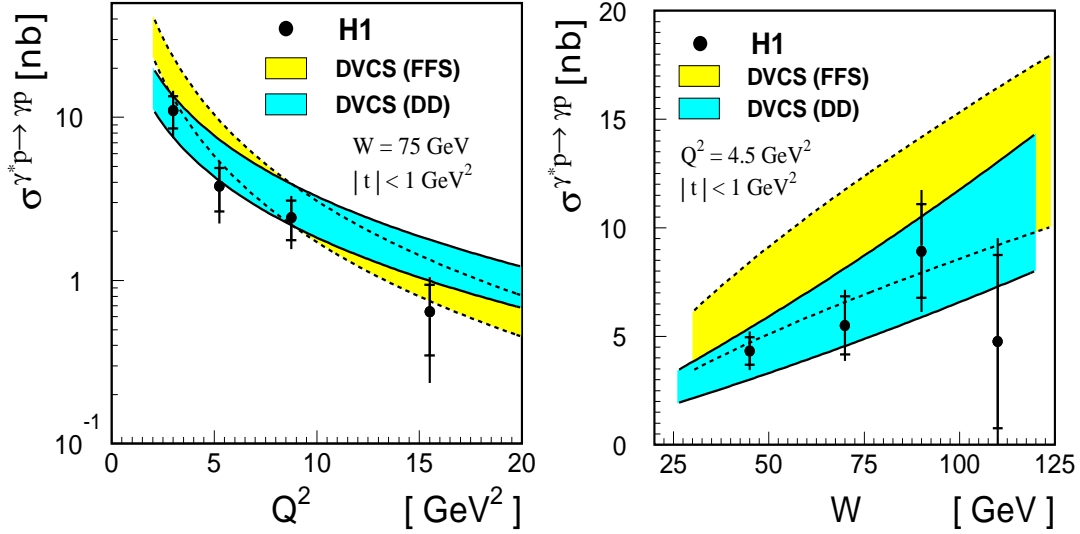 σ^γ*p→ γp [nb]
10
1
10^-1
H1
DVCS (FFS)
DVCS (DD)
W = 75 GeV
| t | < 1 GeV²
0 5 10 15 20
Q² [ GeV² ]
σ^γ*p→ γp [nb]
20
15
10
5
0
H1
DVCS (FFS)
DVCS (DD)
Q² = 4.5 GeV²
| t | < 1 GeV²
25 50 75 100 125
W [ GeV ]